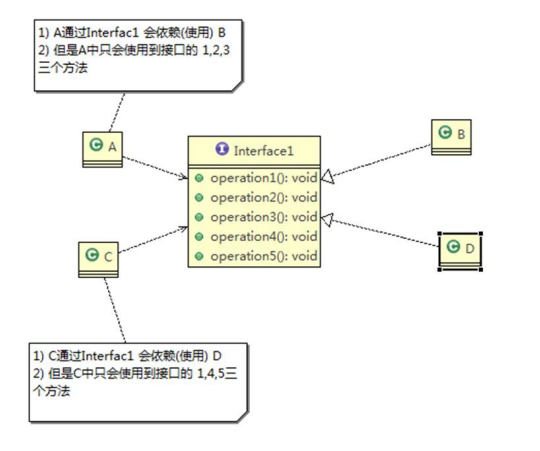 1) A通过Interfac1 会依赖(使用) B
2) 但是A中只会使用到接口的 1,2,3
三个方法
C A
I Interface1
C B
operation1(): void
operation2(): void
operation3(): void
operation4(): void
operation5(): void
C C
C D
1) C通过Interfac1 会依赖(使用) D
2) 但是C中只会使用到接口的 1,4,5三
个方法